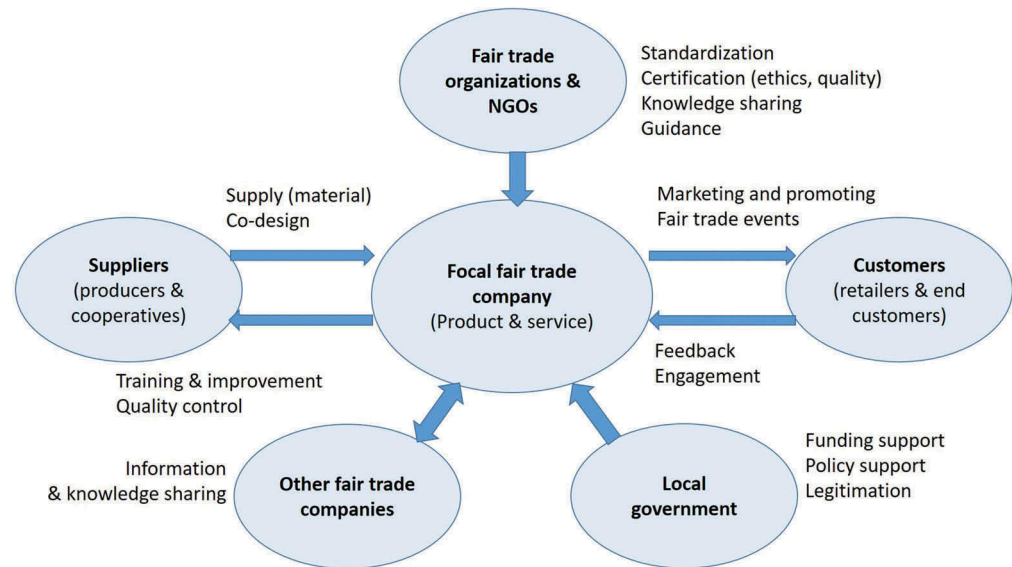 Fair trade
organizations &
NGOs
Standardization
Certification (ethics, quality)
Knowledge sharing
Guidance
Supply (material)
Co-design
Marketing and promoting
Fair trade events
Suppliers
(producers &
cooperatives)
Focal fair trade
company
(Product & service)
Customers
(retailers & end
customers)
Training & improvement
Quality control
Feedback
Engagement
Information
& knowledge sharing
Other fair trade
companies
Local
government
Funding support
Policy support
Legitimation